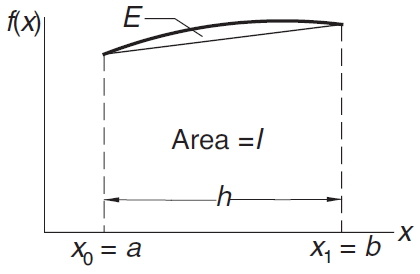 f(x)
E
Area =I
h
x
x₀ = a
x₁ = b